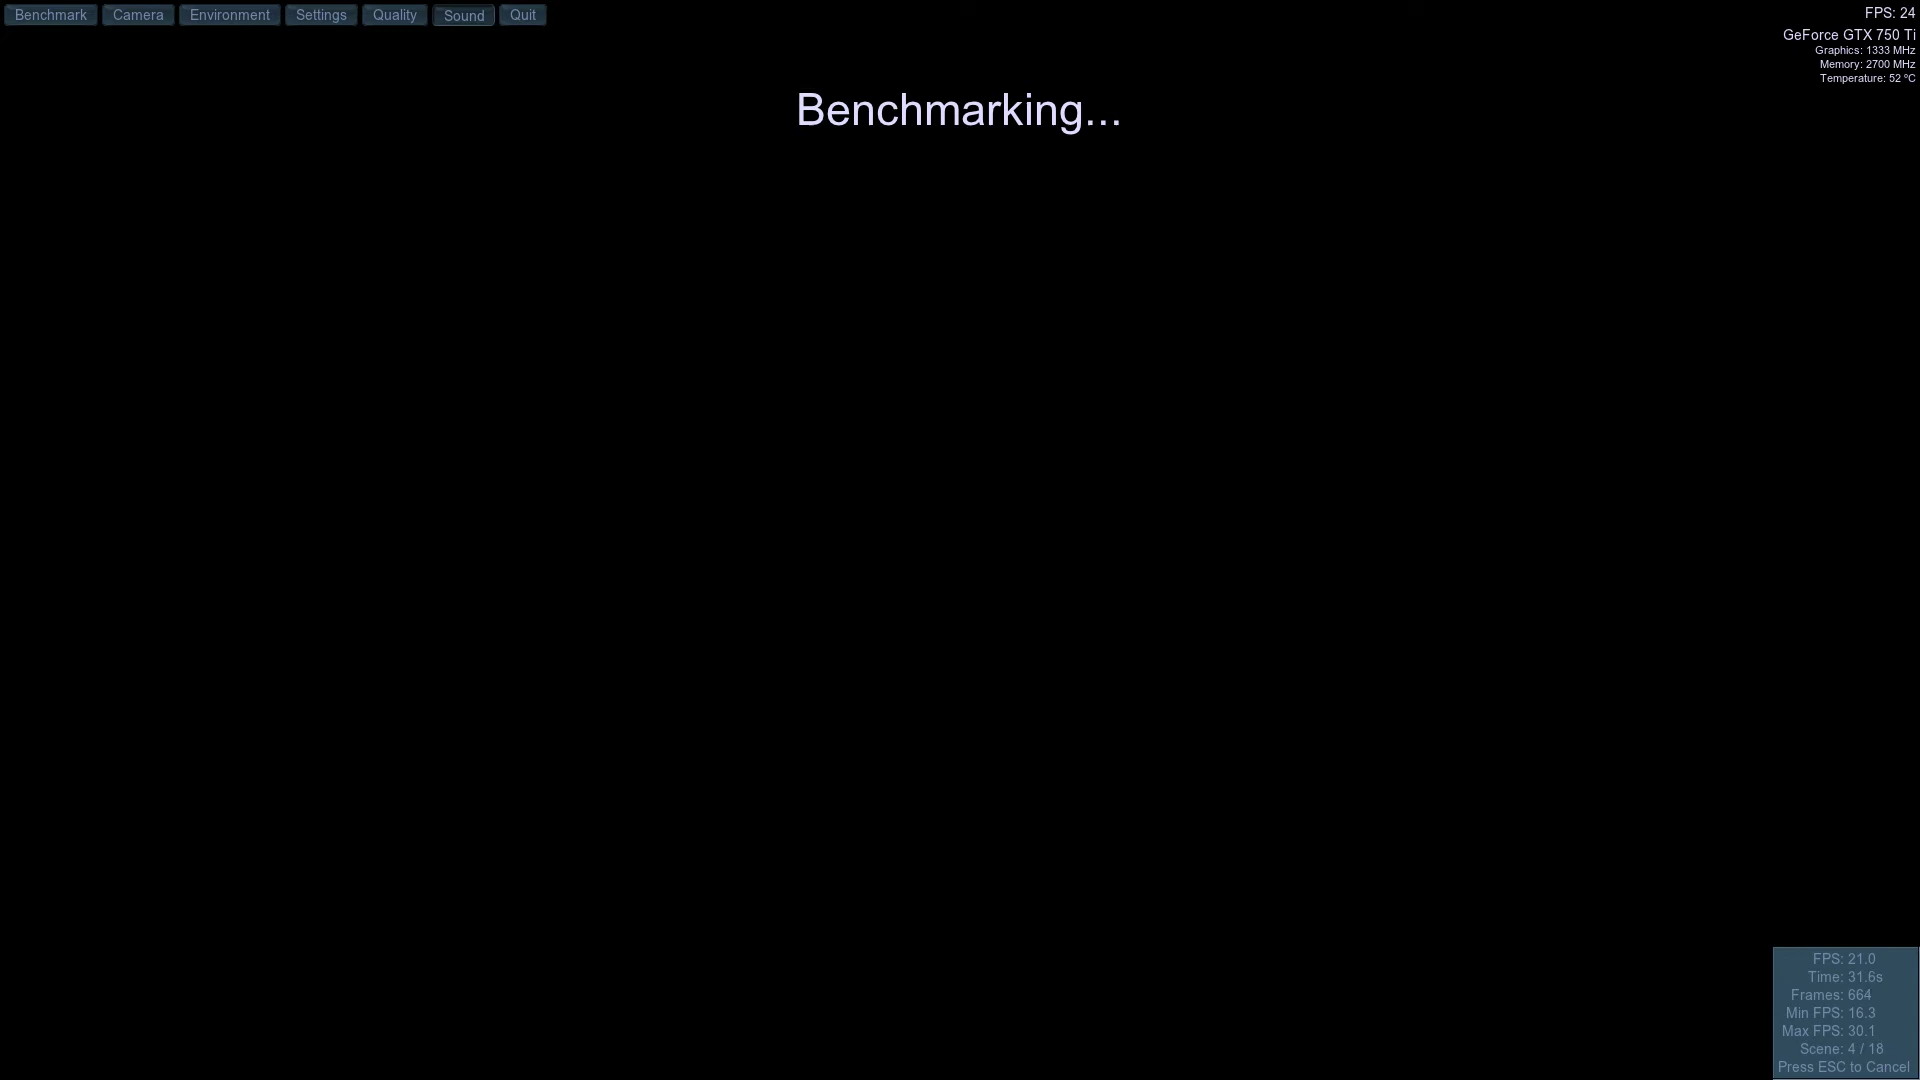 Benchmark Camera Environment Settings Quality Sound Quit
FPS: 24
GeForce GTX 750 Ti
Graphics: 1333 MHz
Memory: 2700 MHz
Temperature: 52 °C
Benchmarking...
FPS: 21.0
Time: 31.6s
Frames: 664
Min FPS: 16.3
Max FPS: 30.1
Scene: 4 / 18
Press ESC to Cancel